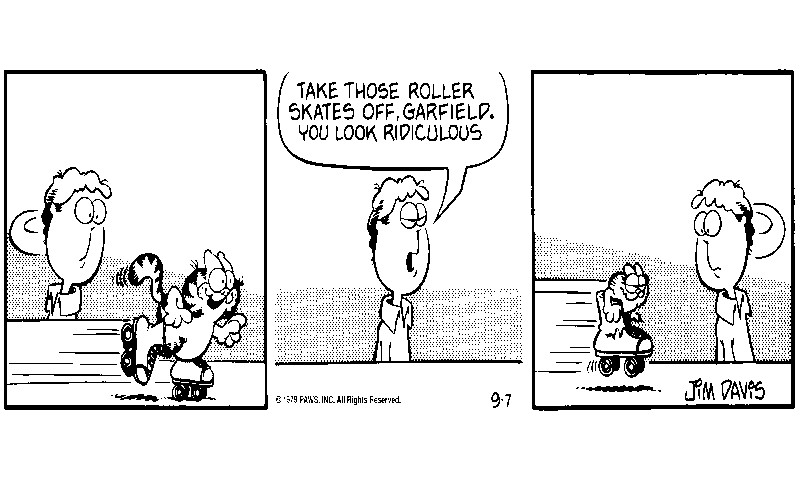 TAKE THOSE ROLLER
SKATES OFF, GARFIELD.
YOU LOOK RIDICULOUS
© 1979 PAWS, INC. All Rights Reserved.
9-7
JIM DAVIS